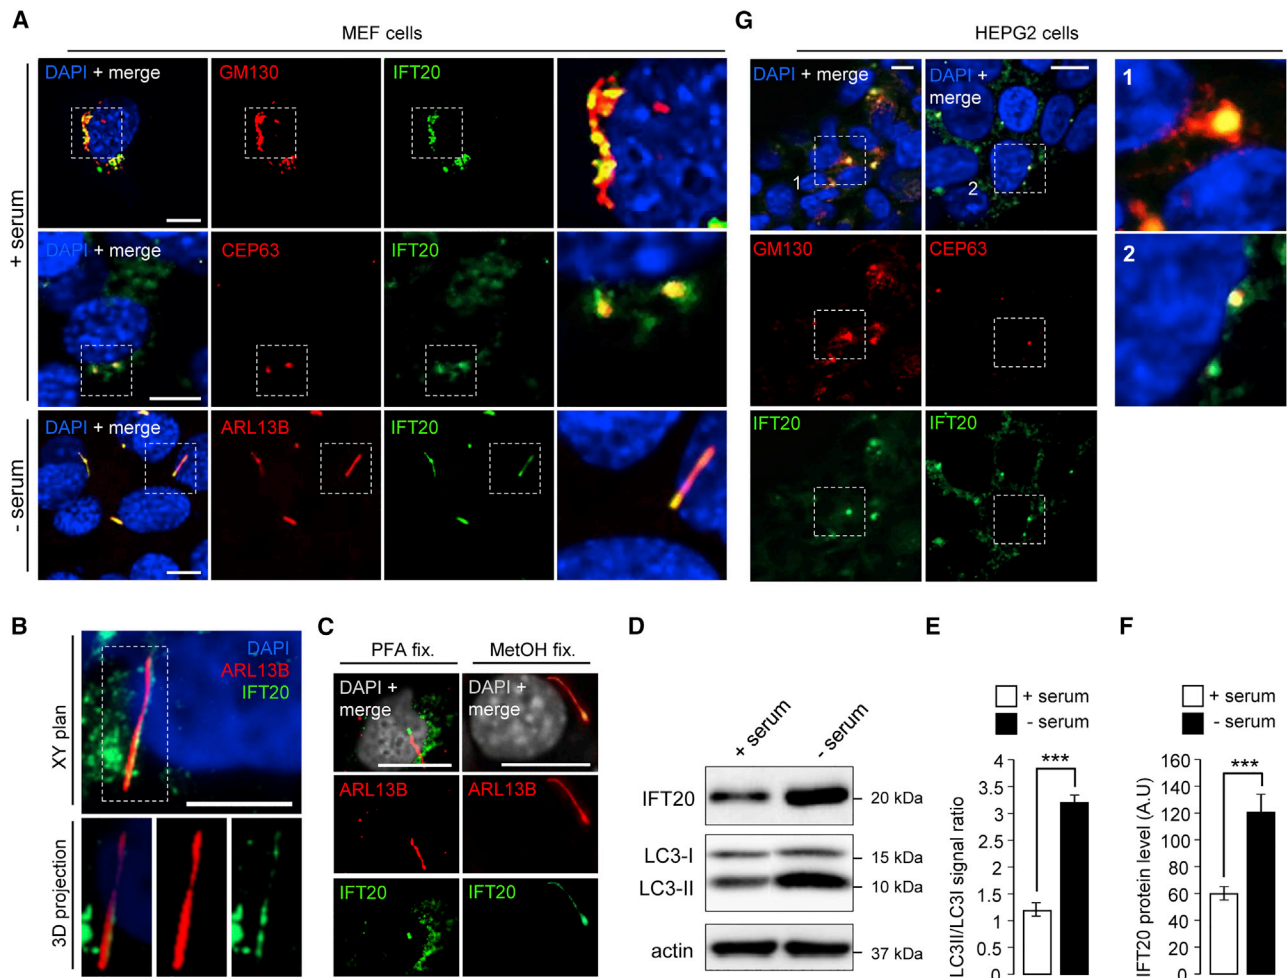 A
MEF cells
+ serum
DAPI + merge
GM130
IFT20
DAPI + merge
CEP63
IFT20
- serum
DAPI + merge
ARL13B
IFT20
G
HEPG2 cells
DAPI + merge
DAPI +
merge
1
2
1
GM130
CEP63
2
IFT20
IFT20
B
XY plan
DAPI
ARL13B
IFT20
3D projection
C
PFA fix.
MetOH fix.
DAPI +
merge
DAPI +
merge
ARL13B
ARL13B
IFT20
IFT20
D
+ serum
- serum
IFT20
20 kDa
LC3-I
15 kDa
LC3-II
10 kDa
actin
37 kDa
E
+ serum
- serum
LC3II/LC3I signal ratio
4
3.5
3
2.5
2
1.5
1
0.5
0
***
F
+ serum
- serum
IFT20 protein level (A.U)
160
140
120
100
80
60
40
20
0
***